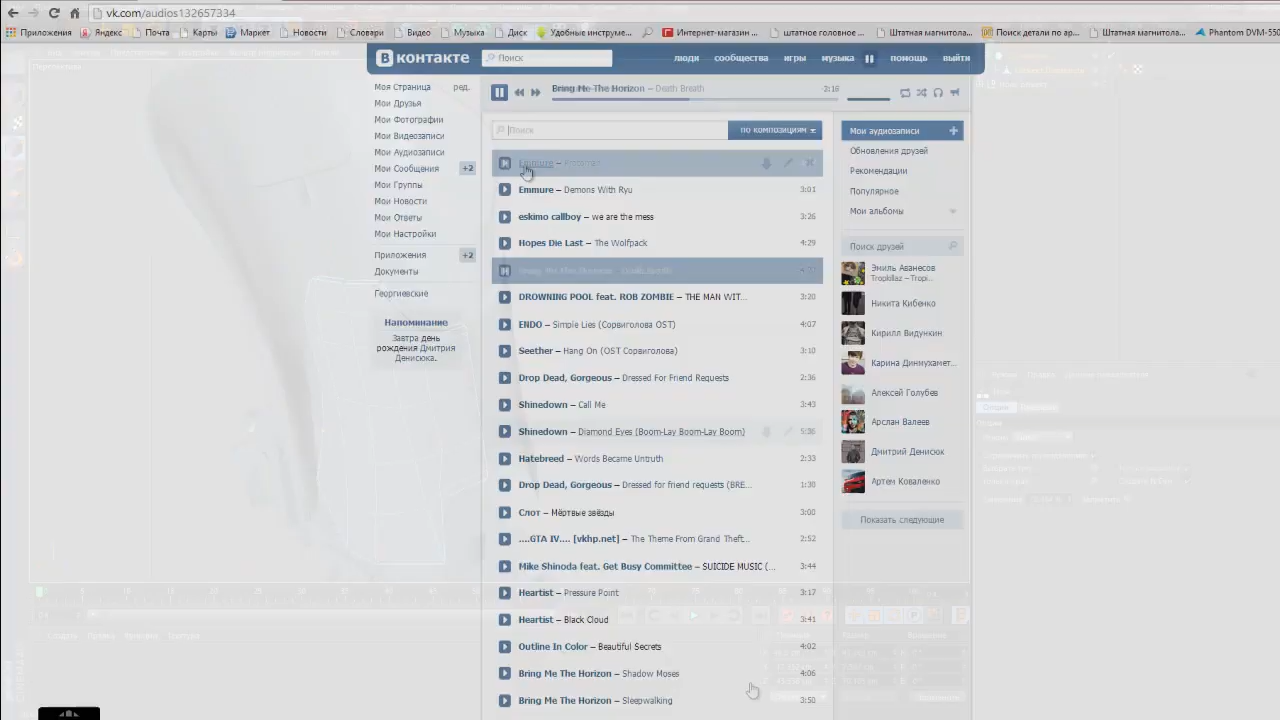 vk.com/audios132657334
Приложения Яндекс Почта Карты Маркет Новости Словари Видео Музыка Диск Удобные инструме... Интернет-магазин ... штатное головное ... Штатная магнитола... Поиск детали по ар... Штатная магнитола... Phantom DVM-550
В контакте Поиск люди сообщества игры музыка помощь выйти
Моя Страница ред.
Мои Друзья
Мои Фотографии
Мои Видеозаписи
Мои Аудиозаписи
Мои Сообщения +2
Мои Группы
Мои Новости
Мои Ответы
Мои Настройки
Приложения +2
Документы
Георгиевские
Напоминание
Завтра день
рождения Дмитрия
Денисюка.
Bring Me The Horizon – Death Breath 2:16
Поиск по композициям
Emmure –
Emmure – Demons With Ryu 3:01
eskimo callboy – we are the mess 3:26
Hopes Die Last – The Wolfpack 4:29
Bring Me The Horizon – Death Breath
DROWNING POOL feat. ROB ZOMBIE – THE MAN WIT... 3:20
ENDO – Simple Lies (Сорвиголова OST) 4:07
Seether – Hang On (OST Сорвиголова) 3:10
Drop Dead, Gorgeous – Dressed For Friend Requests 2:36
Shinedown – Call Me 3:43
Shinedown – Diamond Eyes (Boom-Lay Boom-Lay Boom) 5:36
Hatebreed – Words Became Untruth 2:33
Drop Dead, Gorgeous – Dressed for friend requests (BRE... 1:30
Слот – Мёртвые звёзды 3:00
....GTA IV.... [vkhp.net] – The Theme From Grand Theft... 2:52
Mike Shinoda feat. Get Busy Committee – SUICIDE MUSIC (... 3:44
Heartist – Pressure Point 3:17
Heartist – Black Cloud 3:41
Outline In Color – Beautiful Secrets 4:02
Bring Me The Horizon – Shadow Moses 4:06
Bring Me The Horizon – Sleepwalking 3:50
Мои аудиозаписи
Обновления друзей
Рекомендации
Популярное
Мои альбомы
Поиск друзей
Эмиль Аванесов
Tropkillaz – Tropi...
Никита Кибенко
Кирилл Видункин
Карина Динмухамет...
Алексей Голубев
Арслан Валеев
Дмитрий Денисюк
Артем Коваленко
Показать следующие